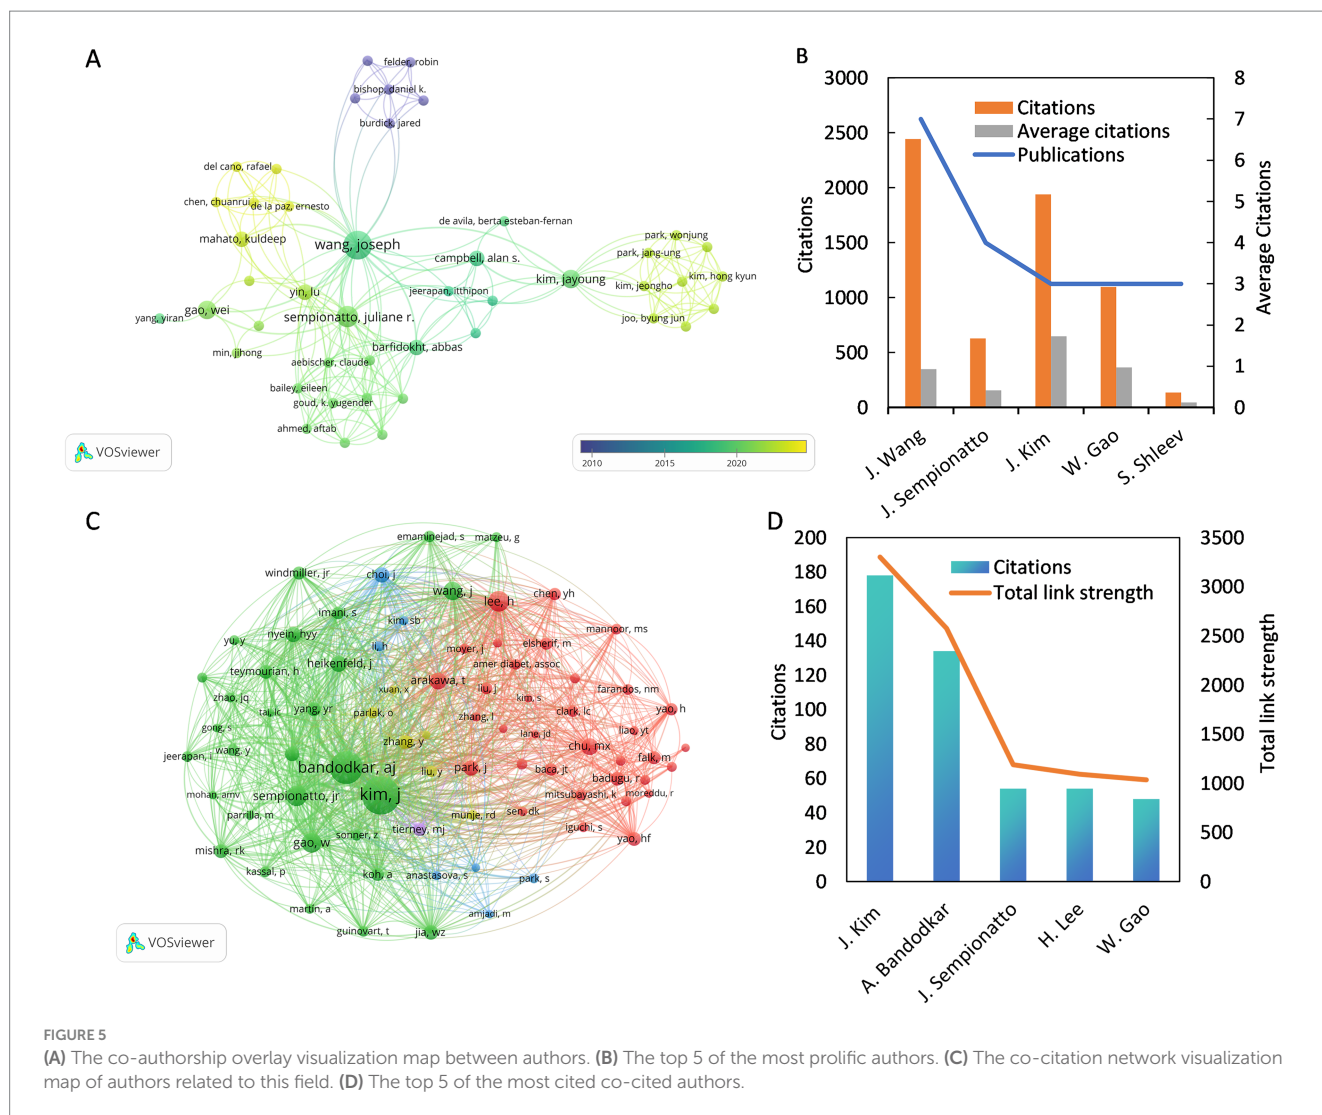 A
felder, robin
bishop, daniel k.
burdick, jared
del cano, rafael
chen, chuanrui
de la paz, ernesto
mahato, kuldeep
wang, joseph
de avila, berta esteban-fernan
campbell, alan s.
park, wonjung
park, jang-ung
kim, jayoung
kim, hong kyun
kim, jeongho
jeerapan, itthipon
yin, lu
gao, wei
yang, yiran
sempionatto, juliane r.
joo, byung jun
min, jihong
barfidokht, abbas
aebischer, claude
bailey, eileen
goud, k. yugender
ahmed, aftab
VOSviewer
2010
2015
2020
B
3000
2500
2000
1500
1000
500
0
Citations
8
7
6
5
4
3
2
1
0
Average Citations
Citations
Average citations
Publications
J. Wang
J. Sempionatto
J. Kim
W. Gao
S. Shleev
C
emaminejad, s
matzeu, g
windmiller, jr
choi, j
wang, j
lee, h
chen, yh
imani, s
kim, sb
mannoor, ms
nyein, hyy
yu, y
li, h
moyer, j
elsherif, m
heikenfeld, j
amer diabet, assoc
teymourian, h
arakawa, t
xuan, x
liu, j
farandos, nm
zhao, jq
kim, s
tai, lc
yang, yr
parlak, o
zhang, l
clark, lc
yao, h
gong, s
lane, jd
liao, yt
wang, y
zhang, y
chu, mx
jeerapan, i
falk, m
bandodkar, aj
liu, y
park, j
baca, jt
badugu, r
mohan, amv
sempionatto, jr
kim, j
mitsubayashi, k
moreddu, r
parrilla, m
munje, rd
sen, dk
tierney, mj
iguchi, s
sonner, z
gao, w
yao, hf
mishra, rk
kassal, p
koh, a
anastasova, s
park, s
martin, a
amjadi, m
guinovart, t
jia, wz
VOSviewer
D
200
180
160
140
120
100
80
60
40
20
0
Citations
3500
3000
2500
2000
1500
1000
500
0
Total link strength
Citations
Total link strength
J. Kim
A. Bandodkar
J. Sempionatto
H. Lee
W. Gao
FIGURE 5
(A) The co-authorship overlay visualization map between authors. (B) The top 5 of the most prolific authors. (C) The co-citation network visualization
map of authors related to this field. (D) The top 5 of the most cited co-cited authors.